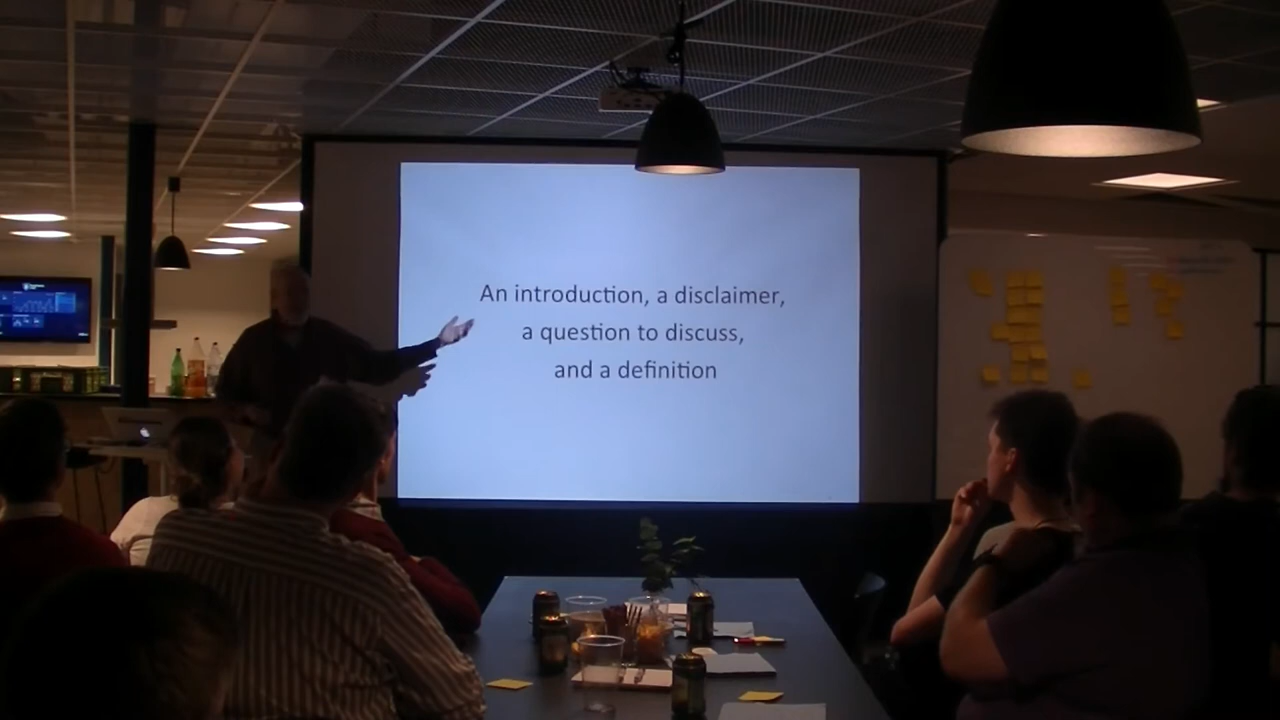 An introduction, a disclaimer,
a question to discuss,
and a definition